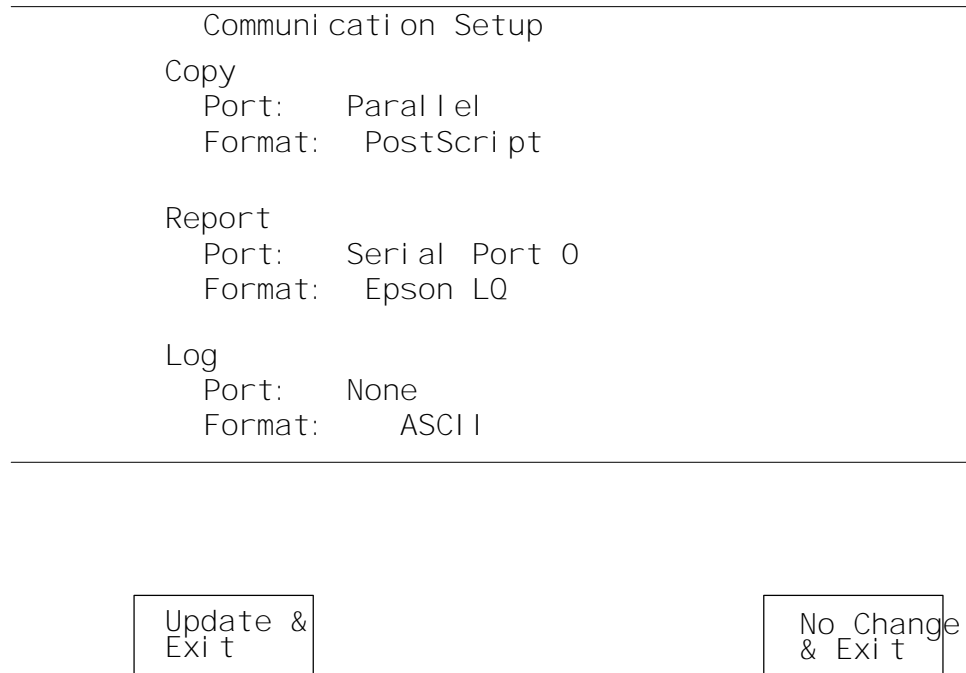 Communication Setup
Copy
Port: Parallel
Format: PostScript
Report
Port: Serial Port 0
Format: Epson LQ
Log
Port: None
Format: ASCII
Update &
Exit
No Change
& Exit